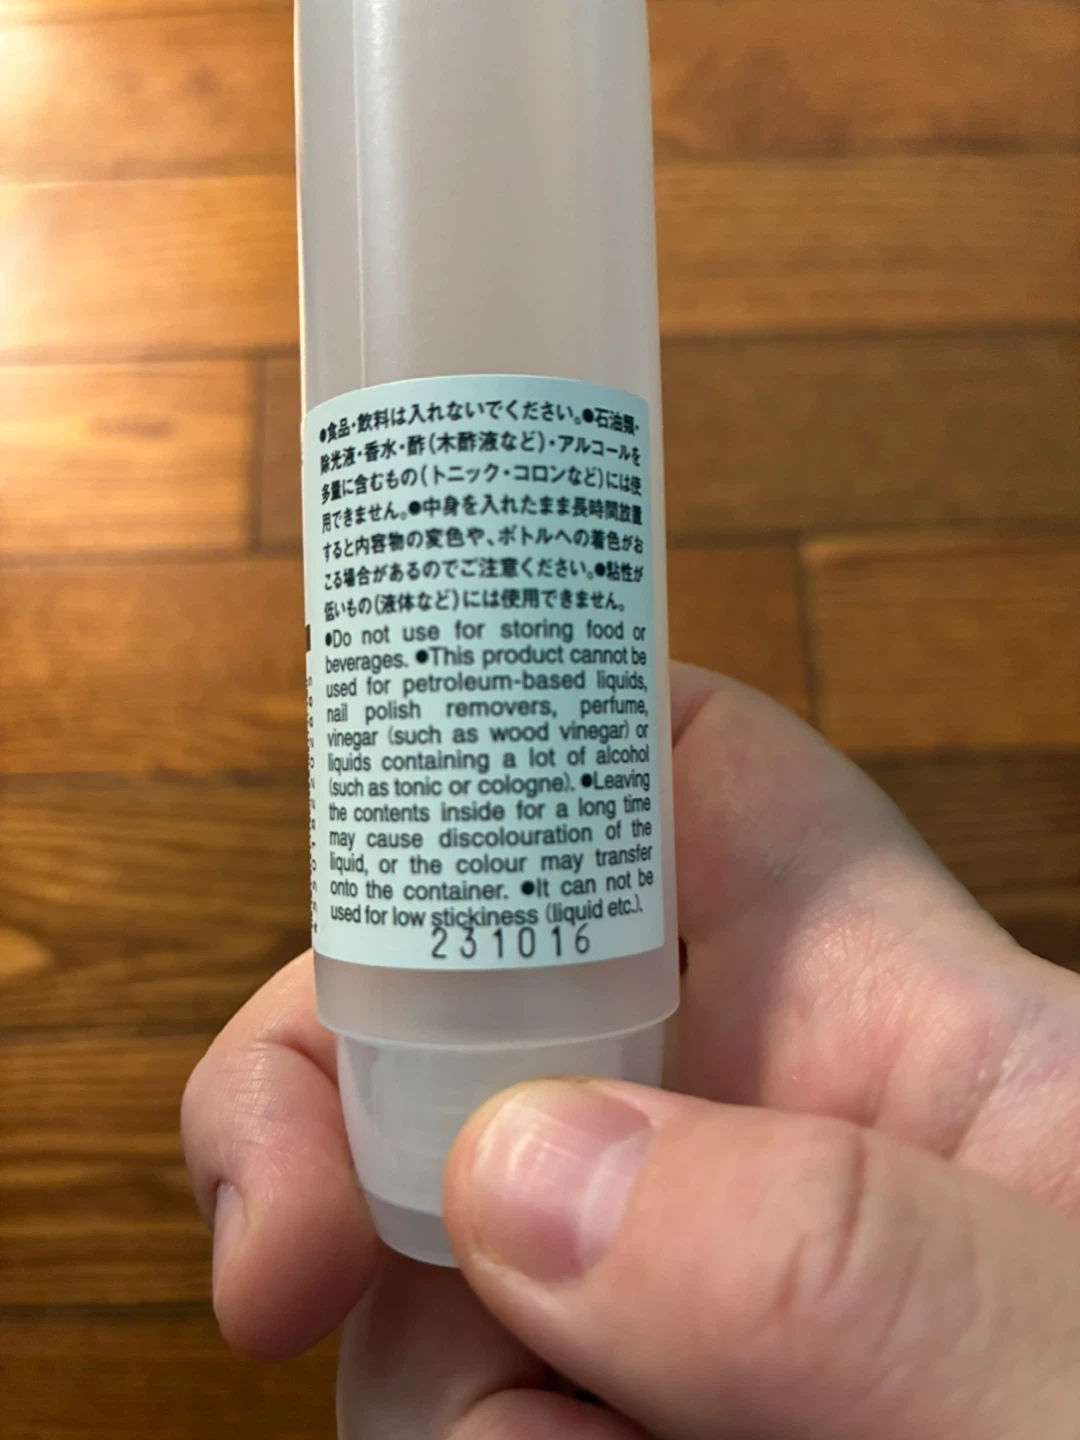 ●食品・飲料は入れないでください。●石油類・
除光液・香水・酢(木酢液など)・アルコールを
多量に含むもの(トニック・コロンなど)には使
用できません。●中身を入れたまま長時間放置
すると内容物の変色や、ボトルへの着色がお
こる場合があるのでご注意ください。●粘性が
低いもの(液体など)には使用できません。
●Do not use for storing food or
beverages. ●This product cannot be
used for petroleum-based liquids,
nail polish removers, perfume,
vinegar (such as wood vinegar) or
liquids containing a lot of alcohol
(such as tonic or cologne). ●Leaving
the contents inside for a long time
may cause discolouration of the
liquid, or the colour may transfer
onto the container. ●It can not be
used for low stickiness (liquid etc.).
231016